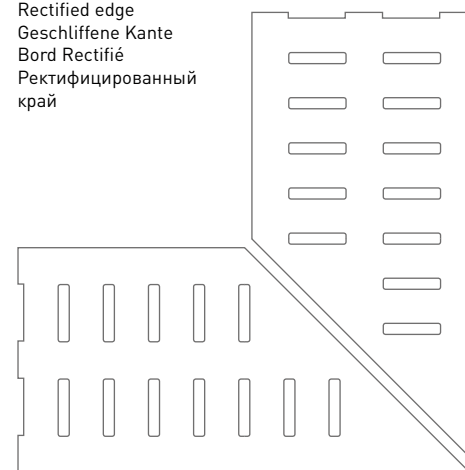 Rectified edge
Geschliffene Kante
Bord Rectifié
Ректифицированный
край